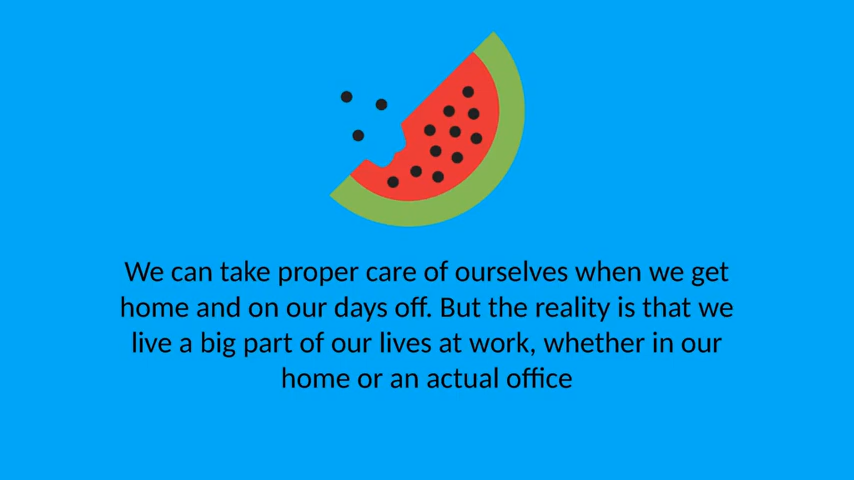 We can take proper care of ourselves when we get
home and on our days off. But the reality is that we
live a big part of our lives at work, whether in our
home or an actual office